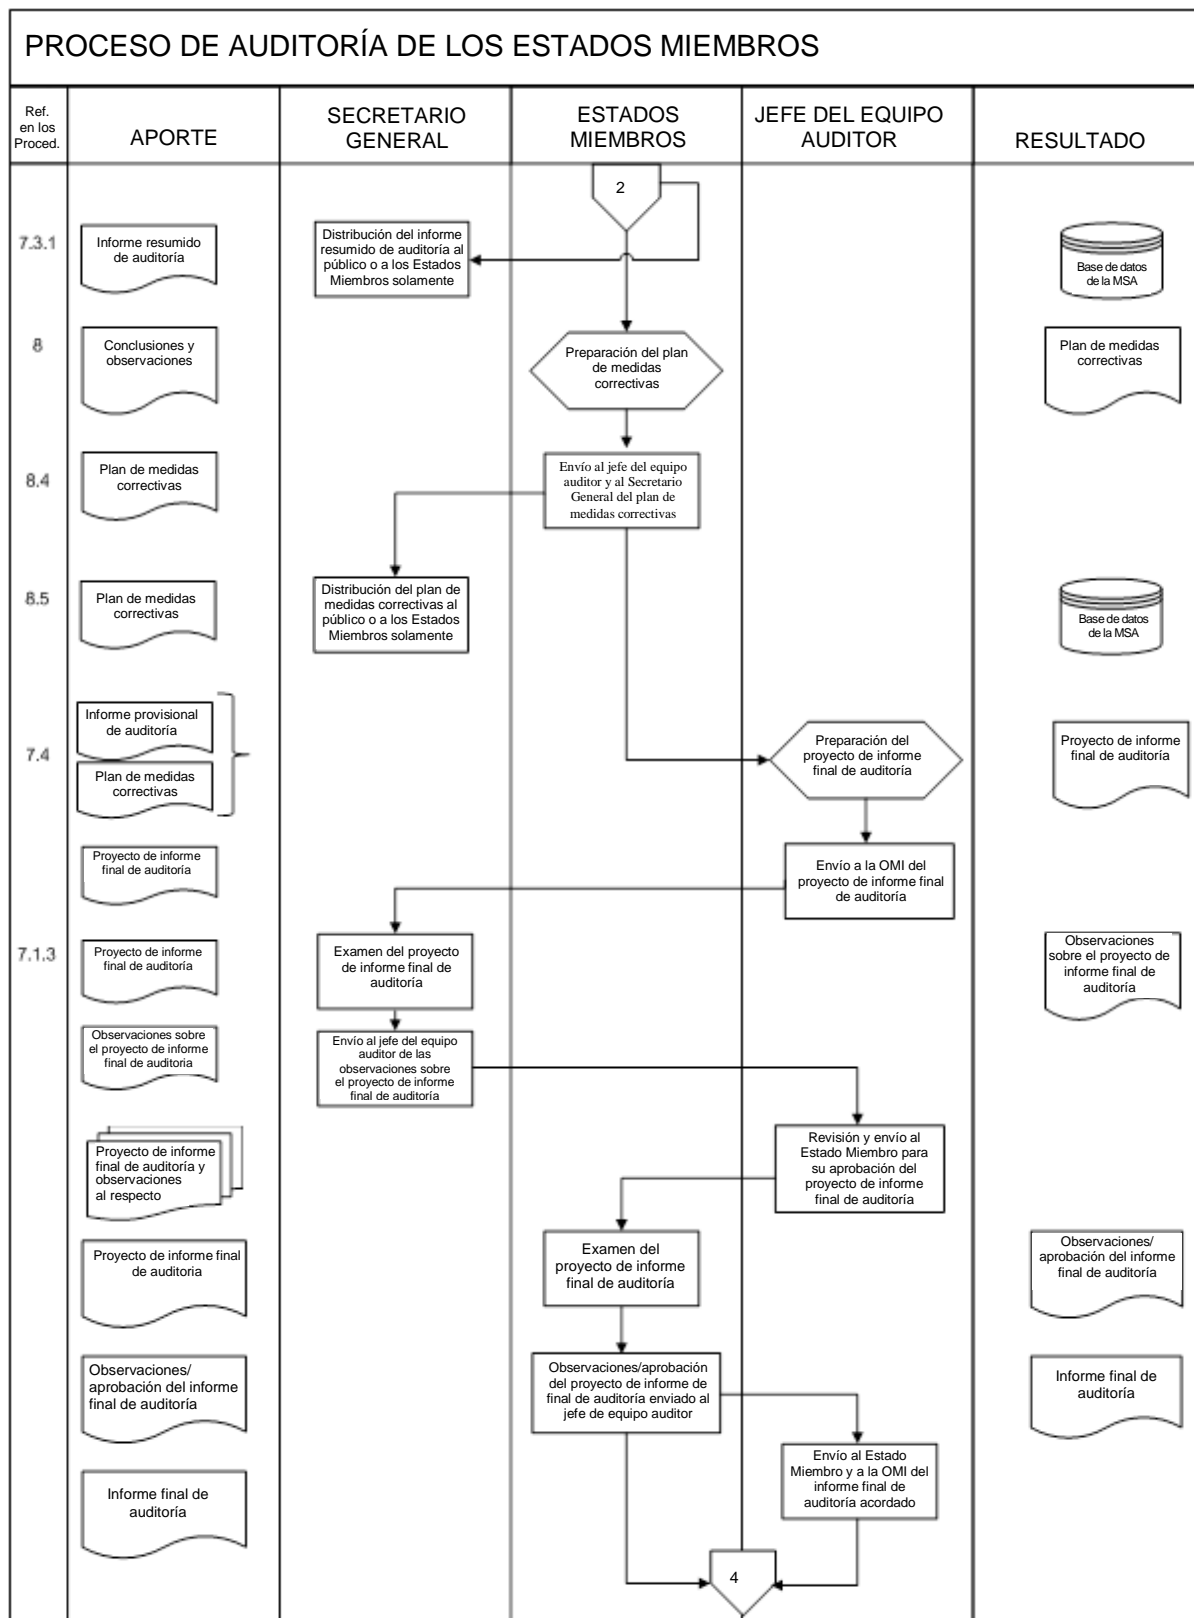 PROCESO DE AUDITORÍA DE LOS ESTADOS MIEMBROS
Ref.
en los
Proced.
APORTE
SECRETARIO
GENERAL
ESTADOS
MIEMBROS
JEFE DEL EQUIPO
AUDITOR
RESULTADO
2
7.3.1
Informe resumido
de auditoría
Distribución del informe
resumido de auditoría al
público o a los Estados
Miembros solamente
Base de datos
de la MSA
8
Conclusiones y
observaciones
Preparación del plan
de medidas
correctivas
Plan de medidas
correctivas
8.4
Plan de medidas
correctivas
Envío al jefe del equipo
auditor y al Secretario
General del plan de
medidas correctivas
8.5
Plan de medidas
correctivas
Distribución del plan de
medidas correctivas al
público o a los Estados
Miembros solamente
Base de datos
de la MSA
7.4
Informe provisional
de auditoría
Plan de medidas
correctivas
Preparación del
proyecto de informe
final de auditoría
Proyecto de informe
final de auditoría
Proyecto de informe
final de auditoría
Envío a la OMI del
proyecto de informe final
de auditoría
7.1.3
Proyecto de informe
final de auditoría
Examen del proyecto
de informe final de
auditoría
Observaciones
sobre el proyecto de
informe final de
auditoría
Observaciones sobre
el proyecto de informe
final de auditoria
Envío al jefe del equipo
auditor de las
observaciones sobre
el proyecto de informe
final de auditoría
Proyecto de informe
final de auditoría y
observaciones
al respecto
Revisión y envío al
Estado Miembro para
su aprobación del
proyecto de informe
final de auditoría
Proyecto de informe final
de auditoria
Examen del
proyecto de informe
final de auditoría
Observaciones/
aprobación del informe
final de auditoría
Observaciones/
aprobación del informe
final de auditoría
Observaciones/aprobación
del proyecto de informe de
final de auditoría enviado al
jefe de equipo auditor
Informe final de
auditoría
Informe final de
auditoría
Envío al Estado
Miembro y a la OMI del
informe final de
auditoría acordado
4